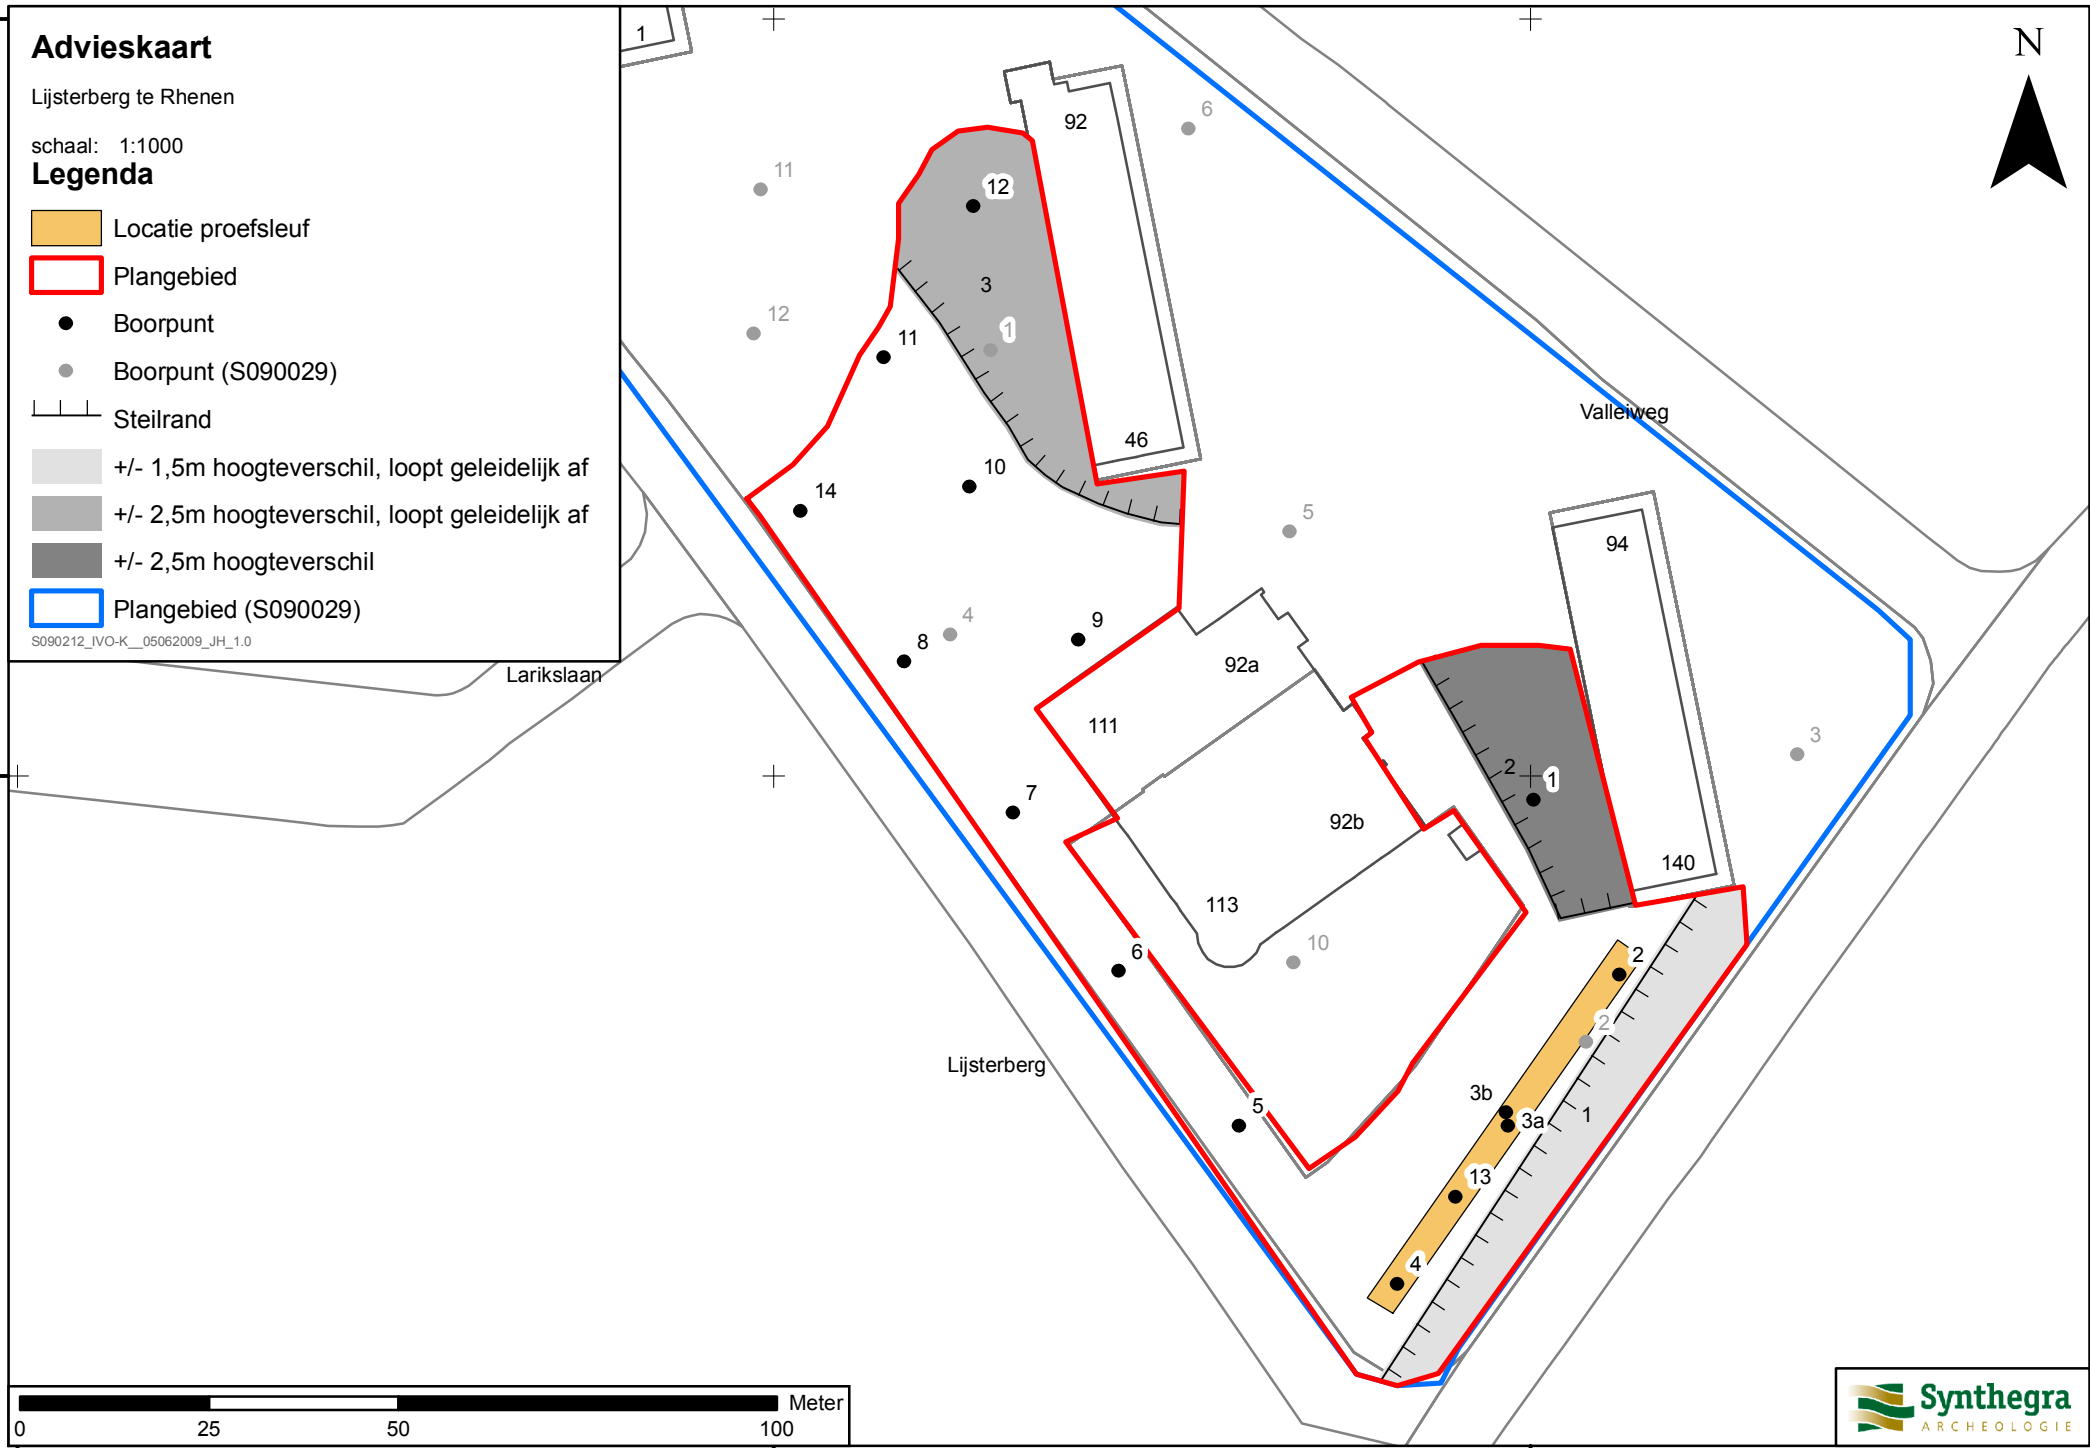 Advieskaart
Lijsterberg te Rhenen
schaal: 1:1000
Legenda
Locatie proefsleuf
Plangebied
Boorpunt
Boorpunt (S090029)
Steilrand
+/- 1,5m hoogteverschil, loopt geleidelijk af
+/- 2,5m hoogteverschil, loopt geleidelijk af
+/- 2,5m hoogteverschil
Plangebied (S090029)
S090212_IVO-K__05062009_JH_1.0
N
1
92
6
11
12
3
12
1
11
Valleiweg
46
10
14
5
94
4
9
8
92a
Larikslaan
111
3
2
1
7
92b
140
113
6
10
2
2
Lijsterberg
3b
5
3a
1
13
4
Meter
0
25
50
100
Synthegra
ARCHEOLOGIE